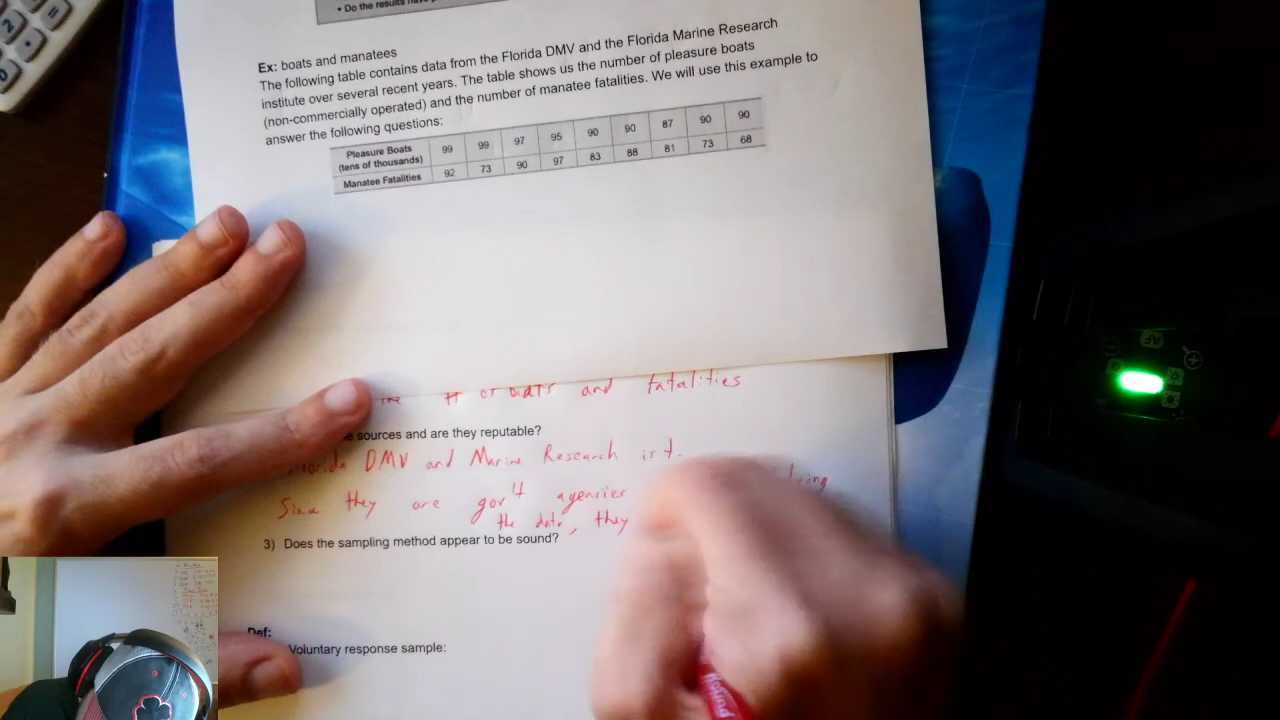 • Do the results have
Ex: boats and manatees
The following table contains data from the Florida DMV and the Florida Marine Research
institute over several recent years. The table shows us the number of pleasure boats
(non-commercially operated) and the number of manatee fatalities. We will use this example to
answer the following questions:
Pleasure Boats (tens of thousands) 99 99 97 95 90 90 87 90 90
Manatee Fatalities 92 73 90 97 83 88 81 73 68
# of boats and fatalities
sources and are they reputable?
DMV and Marine Research ist.
Since they are gov't agencies
the data, they
3) Does the sampling method appear to be sound?
Def:
Voluntary response sample: